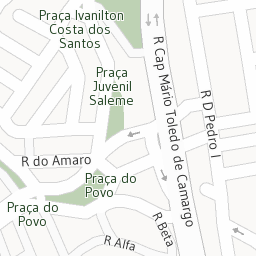 Praça Ivanilton
Costa dos
Santos
Praça
Juvenil
Saleme
R Cap Mário Toledo de Camargo
R D Pedro I
R do Amaro
Praça do
Povo
Praça do
Povo
R Beta
R Alfa